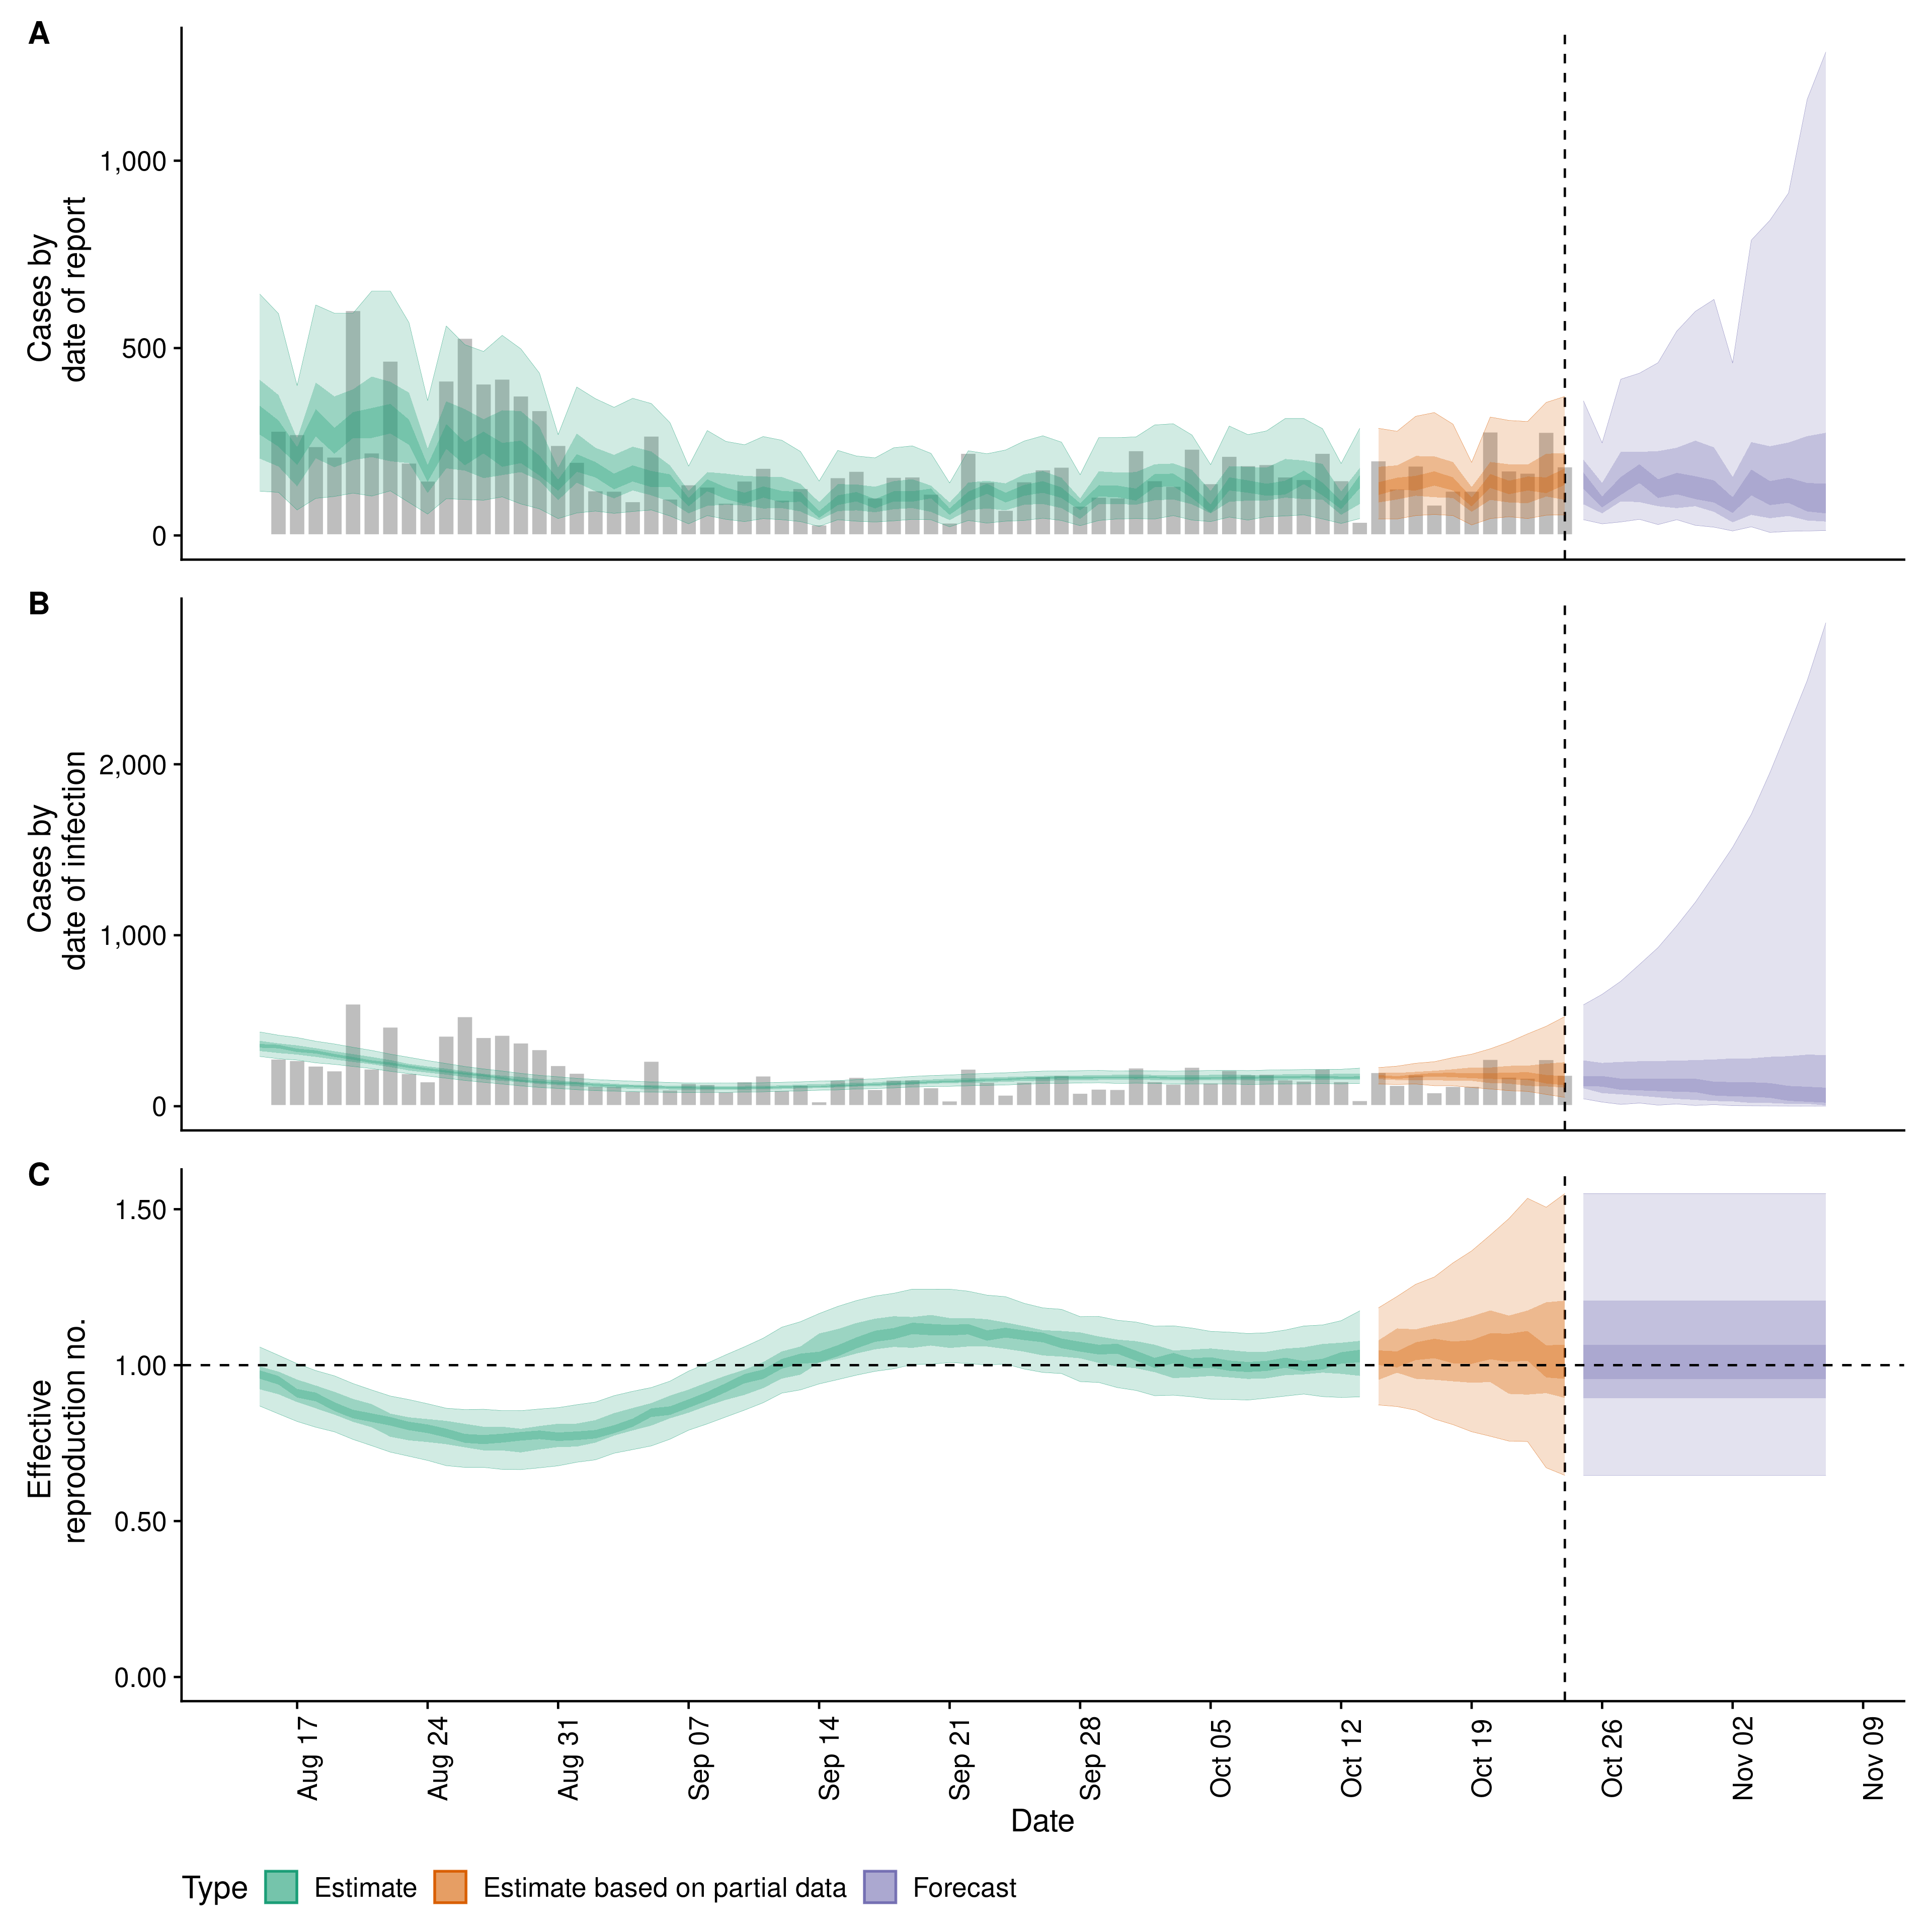 A
Cases by
date of report
1,000
500
0
B
Cases by
date of infection
2,000
1,000
0
C
Effective
reproduction no.
1.50
1.00
0.50
0.00
Aug 17
Aug 24
Aug 31
Sep 07
Sep 14
Sep 21
Sep 28
Oct 05
Oct 12
Oct 19
Oct 26
Nov 02
Nov 09
Date
Type Estimate Estimate based on partial data Forecast